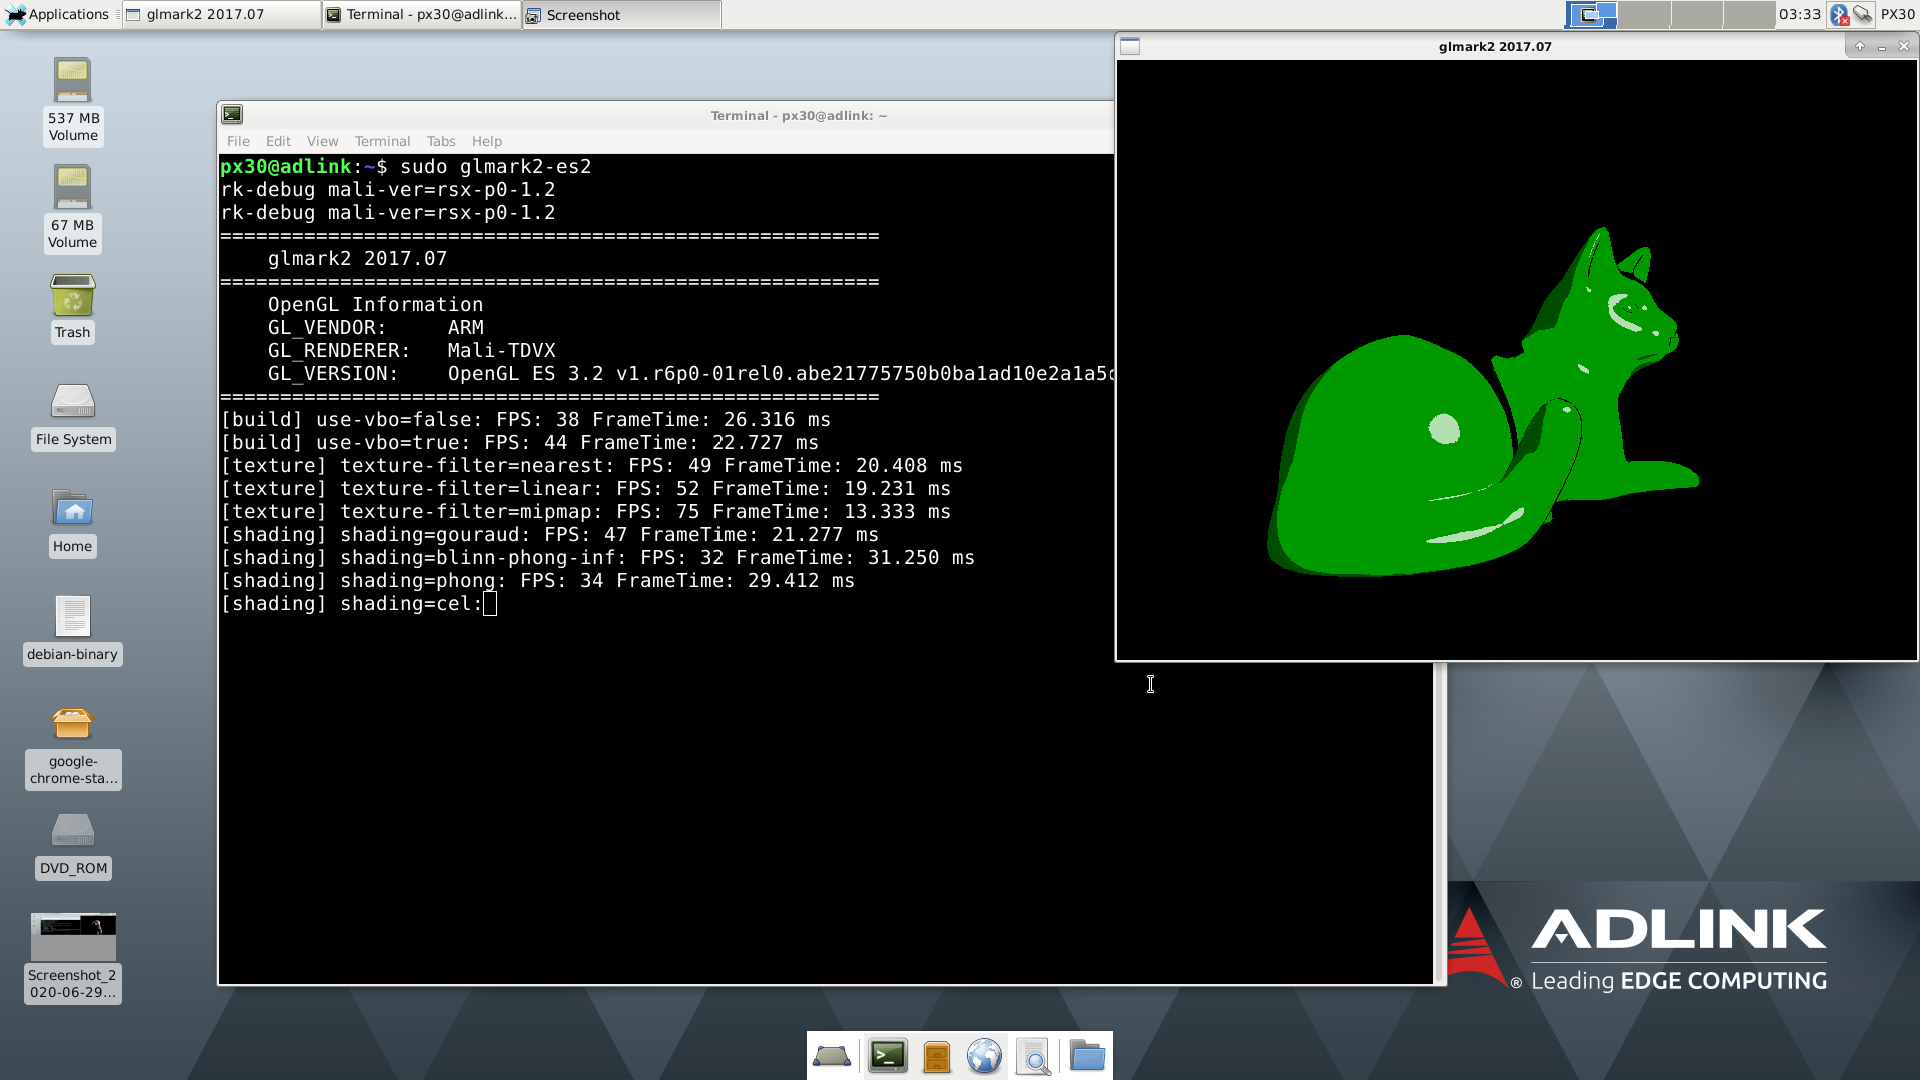 Applications
glmark2 2017.07
Terminal - px30@adlink...
Screenshot
03:33
PX30
glmark2 2017.07
537 MB
Volume
67 MB
Volume
Trash
File System
Home
debian-binary
google-
chrome-sta...
DVD_ROM
Screenshot_2
020-06-29...
Terminal - px30@adlink: ~
File Edit View Terminal Tabs Help
px30@adlink:~$ sudo glmark2-es2
rk-debug mali-ver=rsx-p0-1.2
rk-debug mali-ver=rsx-p0-1.2
=======================================================
glmark2 2017.07
=======================================================
OpenGL Information
GL_VENDOR: ARM
GL_RENDERER: Mali-TDVX
GL_VERSION: OpenGL ES 3.2 v1.r6p0-01rel0.abe21775750b0ba1ad10e2a1a5c
=======================================================
[build] use-vbo=false: FPS: 38 FrameTime: 26.316 ms
[build] use-vbo=true: FPS: 44 FrameTime: 22.727 ms
[texture] texture-filter=nearest: FPS: 49 FrameTime: 20.408 ms
[texture] texture-filter=linear: FPS: 52 FrameTime: 19.231 ms
[texture] texture-filter=mipmap: FPS: 75 FrameTime: 13.333 ms
[shading] shading=gouraud: FPS: 47 FrameTime: 21.277 ms
[shading] shading=blinn-phong-inf: FPS: 32 FrameTime: 31.250 ms
[shading] shading=phong: FPS: 34 FrameTime: 29.412 ms
[shading] shading=cel:
ADLINK
® Leading EDGE COMPUTING